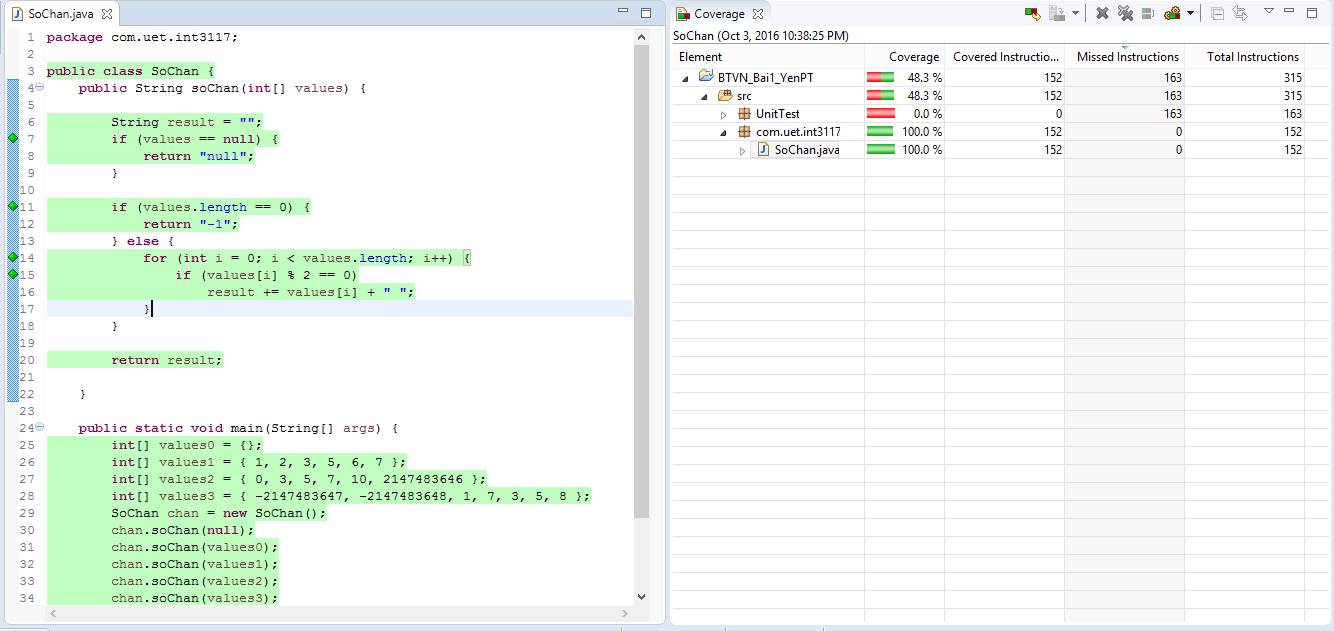 SoChan.java
1 package com.uet.int3117;
2
3 public class SoChan {
4 public String soChan(int[] values) {
5
6 String result = "";
7 if (values == null) {
8 return "null";
9 }
10
11 if (values.length == 0) {
12 return "-1";
13 } else {
14 for (int i = 0; i < values.length; i++) {
15 if (values[i] % 2 == 0)
16 result += values[i] + " ";
17 }
18 }
19
20 return result;
21
22 }
23
24 public static void main(String[] args) {
25 int[] values0 = {};
26 int[] values1 = { 1, 2, 3, 5, 6, 7 };
27 int[] values2 = { 0, 3, 5, 7, 10, 2147483646 };
28 int[] values3 = { -2147483647, -2147483648, 1, 7, 3, 5, 8 };
29 SoChan chan = new SoChan();
30 chan.soChan(null);
31 chan.soChan(values0);
32 chan.soChan(values1);
33 chan.soChan(values2);
34 chan.soChan(values3);
Coverage
SoChan (Oct 3, 2016 10:38:25 PM)
Element Coverage Covered Instructio... Missed Instructions Total Instructions
BTVN_Bai1_YenPT 48.3 % 152 163 315
src 48.3 % 152 163 315
UnitTest 0.0 % 0 163 163
com.uet.int3117 100.0 % 152 0 152
SoChan.java 100.0 % 152 0 152